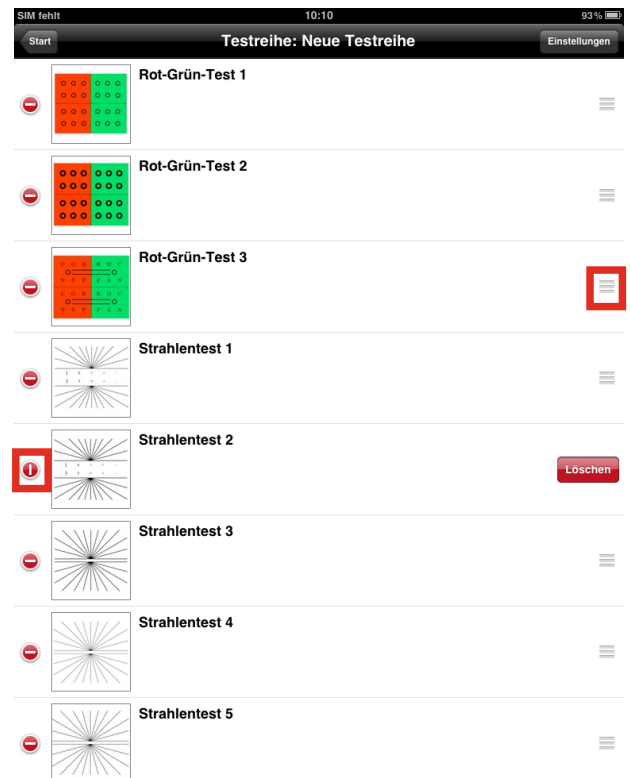 SIM fehlt 10:10 93 %
Start Testreihe: Neue Testreihe Einstellungen
Rot-Grün-Test 1
Rot-Grün-Test 2
Rot-Grün-Test 3
C O R R O C
N S P P S N
C O R R O C
N S P P S N
Strahlentest 1
Strahlentest 2
Löschen
Strahlentest 3
Strahlentest 4
Strahlentest 5